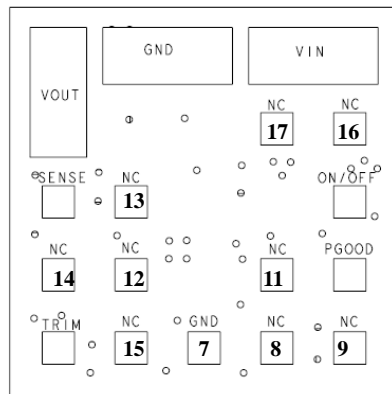 GND VIN
VOUT
NC NC
17 16
SENSE NC ON/OFF
13
NC NC NC PGOOD
14 12 11
TRIM NC GND NC NC
15 7 8 9